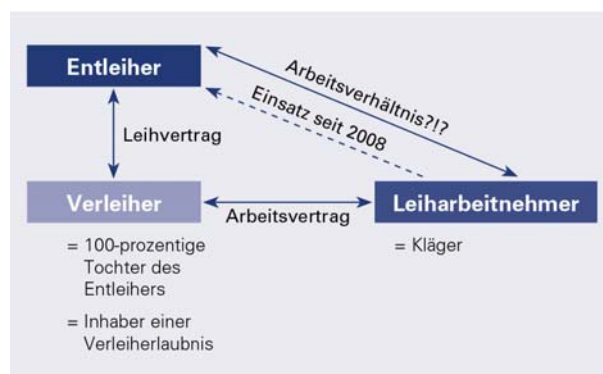 Entleiher
Arbeitsverhältnis?!?
Einsatz seit 2008
Leihvertrag
Verleiher
Arbeitsvertrag
Leiharbeitnehmer
= 100-prozentige
Tochter des
Entleihers
= Inhaber einer
Verleiherlaubnis
= Kläger